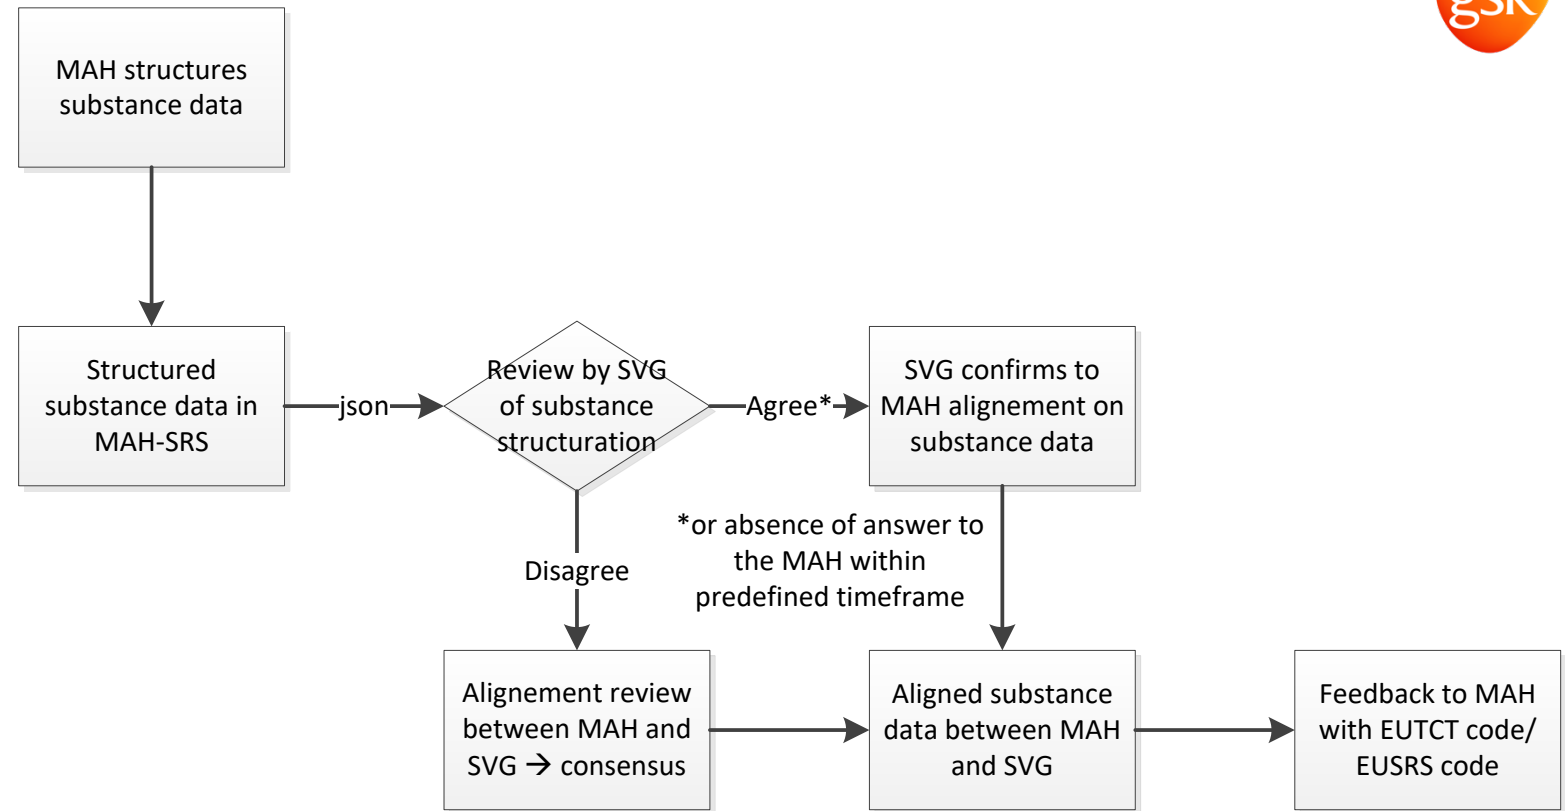 gsk
MAH structures
substance data
Structured
substance data in
MAH-SRS
json
Review by SVG
of substance
structuration
Agree*
SVG confirms to
MAH alignement on
substance data
*or absence of answer to
the MAH within
predefined timeframe
Disagree
Alignement review
between MAH and
SVG → consensus
Aligned substance
data between MAH
and SVG
Feedback to MAH
with EUTCT code/
EUSRS code